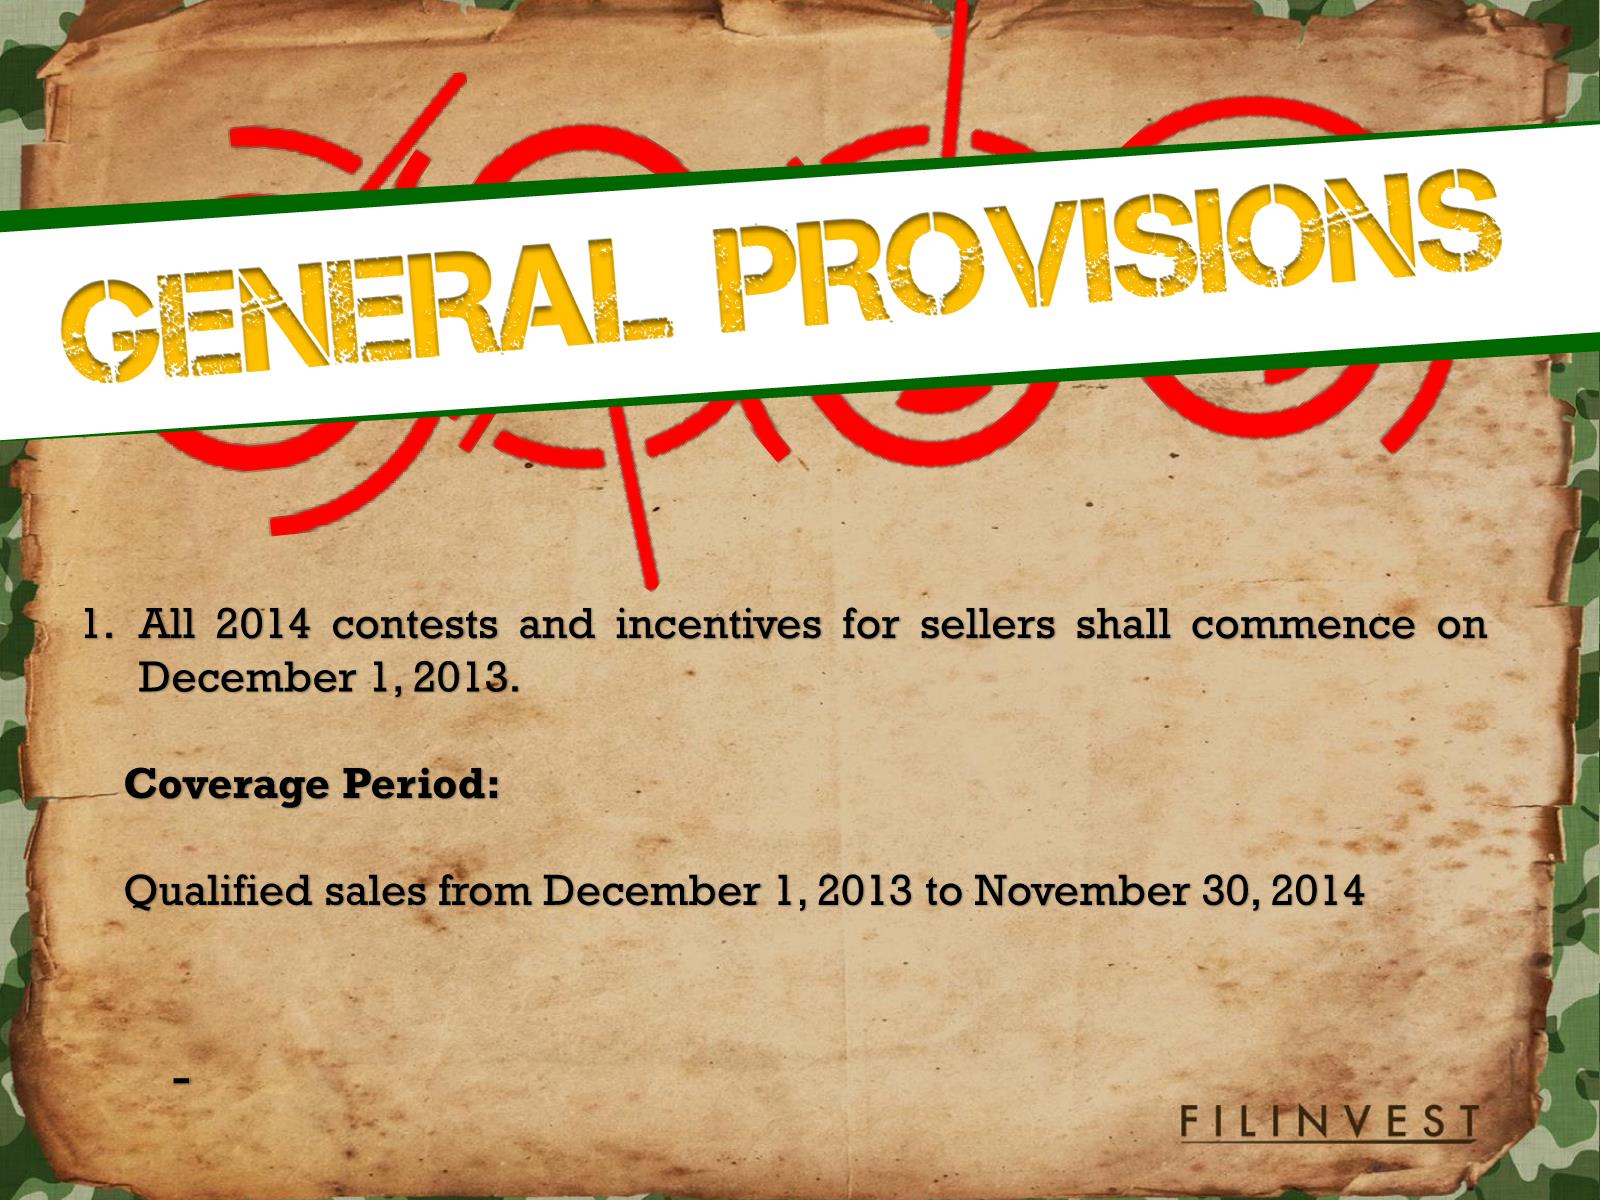 GENERAL PROVISIONS
1. All 2014 contests and incentives for sellers shall commence on
December 1, 2013.
Coverage Period:
Qualified sales from December 1, 2013 to November 30, 2014
-
FILINVEST